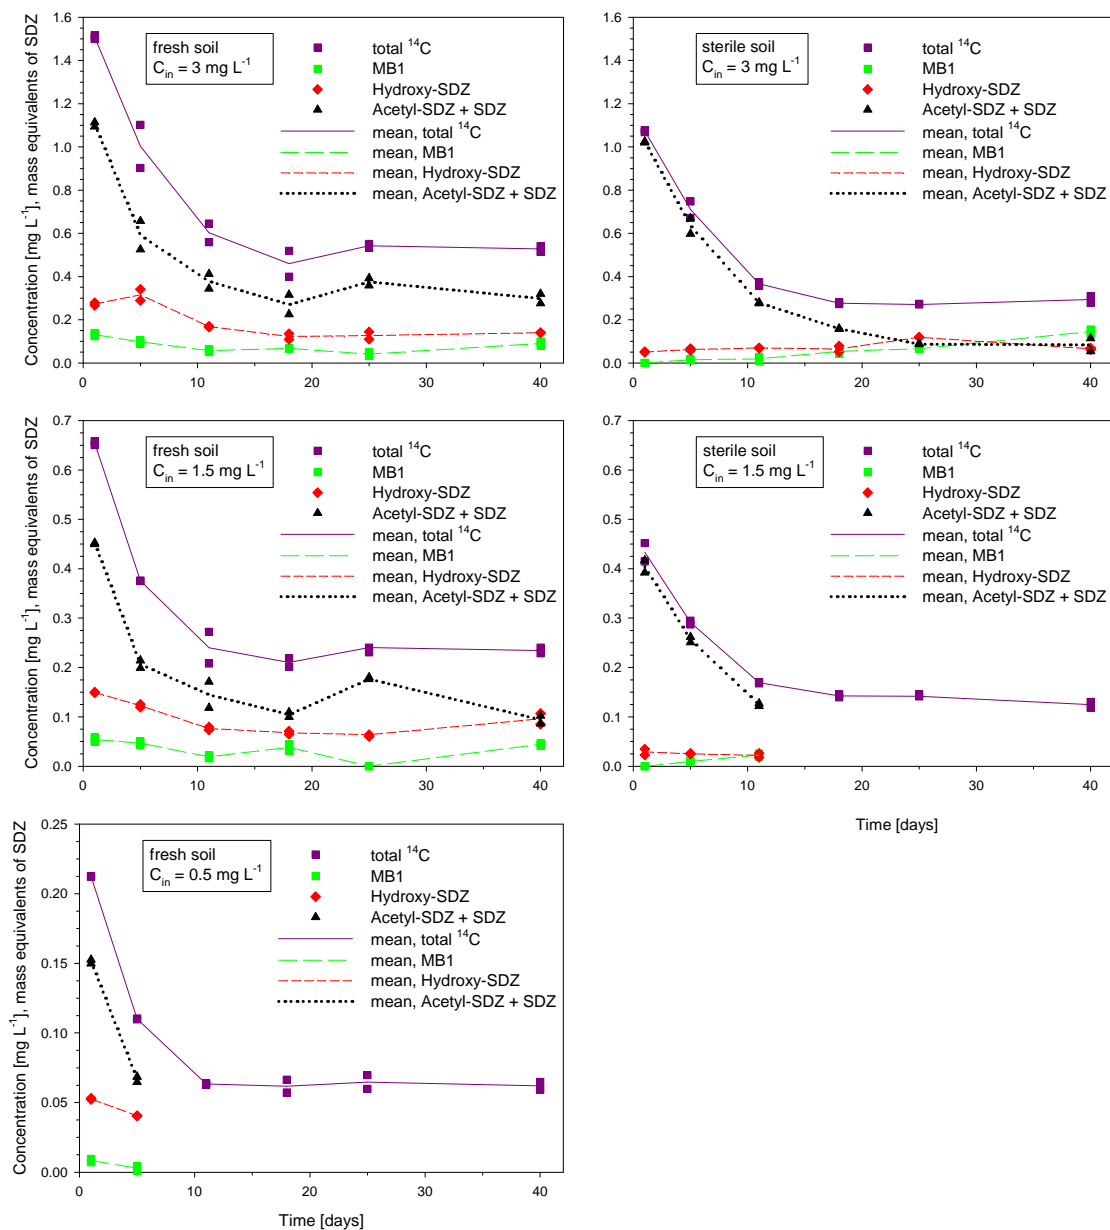 Concentration [mg L⁻¹], mass equivalents of SDZ
1.6
1.4
1.2
1.0
0.8
0.6
0.4
0.2
0.0
0
10
20
30
40
fresh soil
C_in = 3 mg L⁻¹
total ¹⁴C
MB1
Hydroxy-SDZ
Acetyl-SDZ + SDZ
mean, total ¹⁴C
mean, MB1
mean, Hydroxy-SDZ
mean, Acetyl-SDZ + SDZ
1.6
1.4
1.2
1.0
0.8
0.6
0.4
0.2
0.0
0
10
20
30
40
sterile soil
C_in = 3 mg L⁻¹
total ¹⁴C
MB1
Hydroxy-SDZ
Acetyl-SDZ + SDZ
mean, total ¹⁴C
mean, MB1
mean, Hydroxy-SDZ
mean, Acetyl-SDZ + SDZ
Concentration [mg L⁻¹], mass equivalents of SDZ
0.7
0.6
0.5
0.4
0.3
0.2
0.1
0.0
0
10
20
30
40
fresh soil
C_in = 1.5 mg L⁻¹
total ¹⁴C
MB1
Hydroxy-SDZ
Acetyl-SDZ + SDZ
mean, total ¹⁴C
mean, MB1
mean, Hydroxy-SDZ
mean, Acetyl-SDZ + SDZ
0.7
0.6
0.5
0.4
0.3
0.2
0.1
0.0
0
10
20
30
40
sterile soil
C_in = 1.5 mg L⁻¹
total ¹⁴C
MB1
Hydroxy-SDZ
Acetyl-SDZ + SDZ
mean, total ¹⁴C
mean, MB1
mean, Hydroxy-SDZ
mean, Acetyl-SDZ + SDZ
Time [days]
Concentration [mg L⁻¹], mass equivalents of SDZ
0.25
0.20
0.15
0.10
0.05
0.00
0
10
20
30
40
fresh soil
C_in = 0.5 mg L⁻¹
total ¹⁴C
MB1
Hydroxy-SDZ
Acetyl-SDZ + SDZ
mean, total ¹⁴C
mean, MB1
mean, Hydroxy-SDZ
mean, Acetyl-SDZ + SDZ
Time [days]